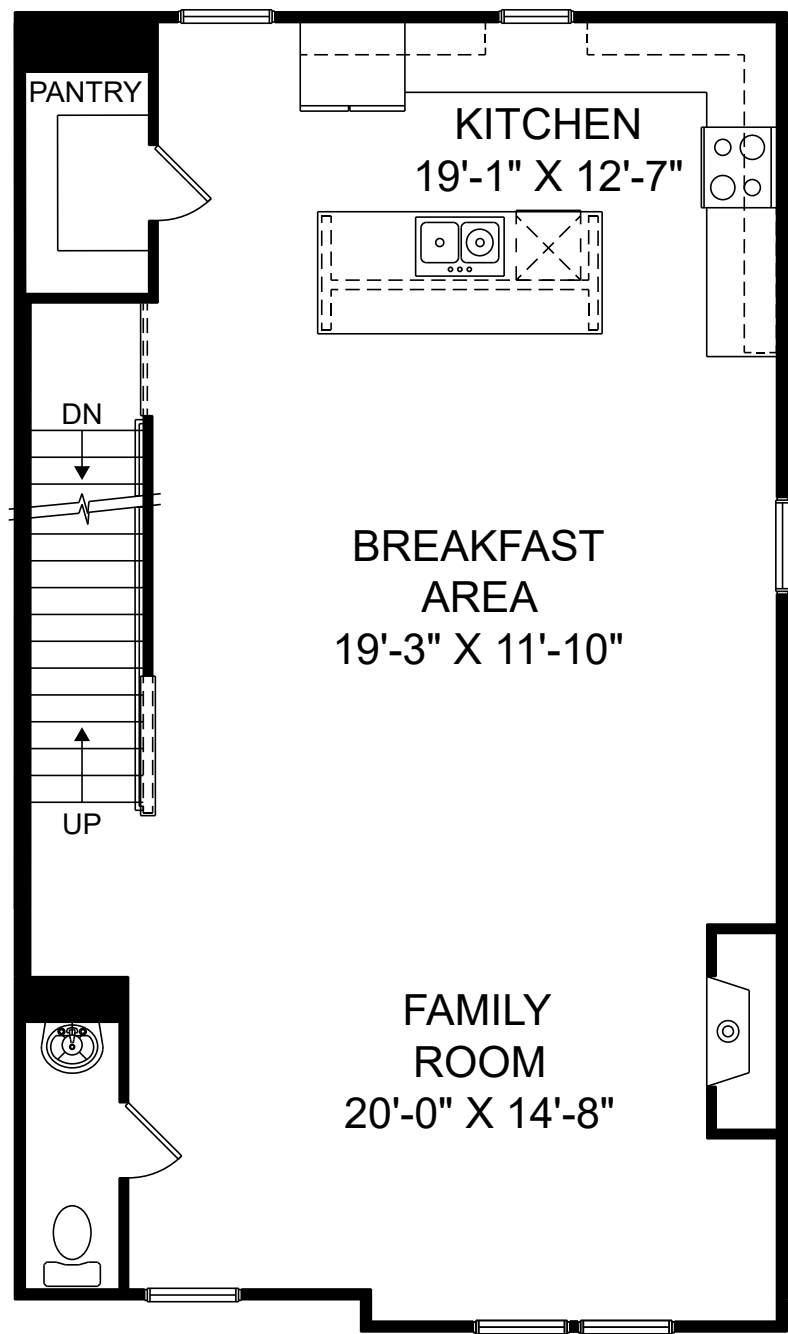 PANTRY
KITCHEN
19'-1" X 12'-7"
DN
BREAKFAST
AREA
19'-3" X 11'-10"
UP
FAMILY
ROOM
20'-0" X 14'-8"